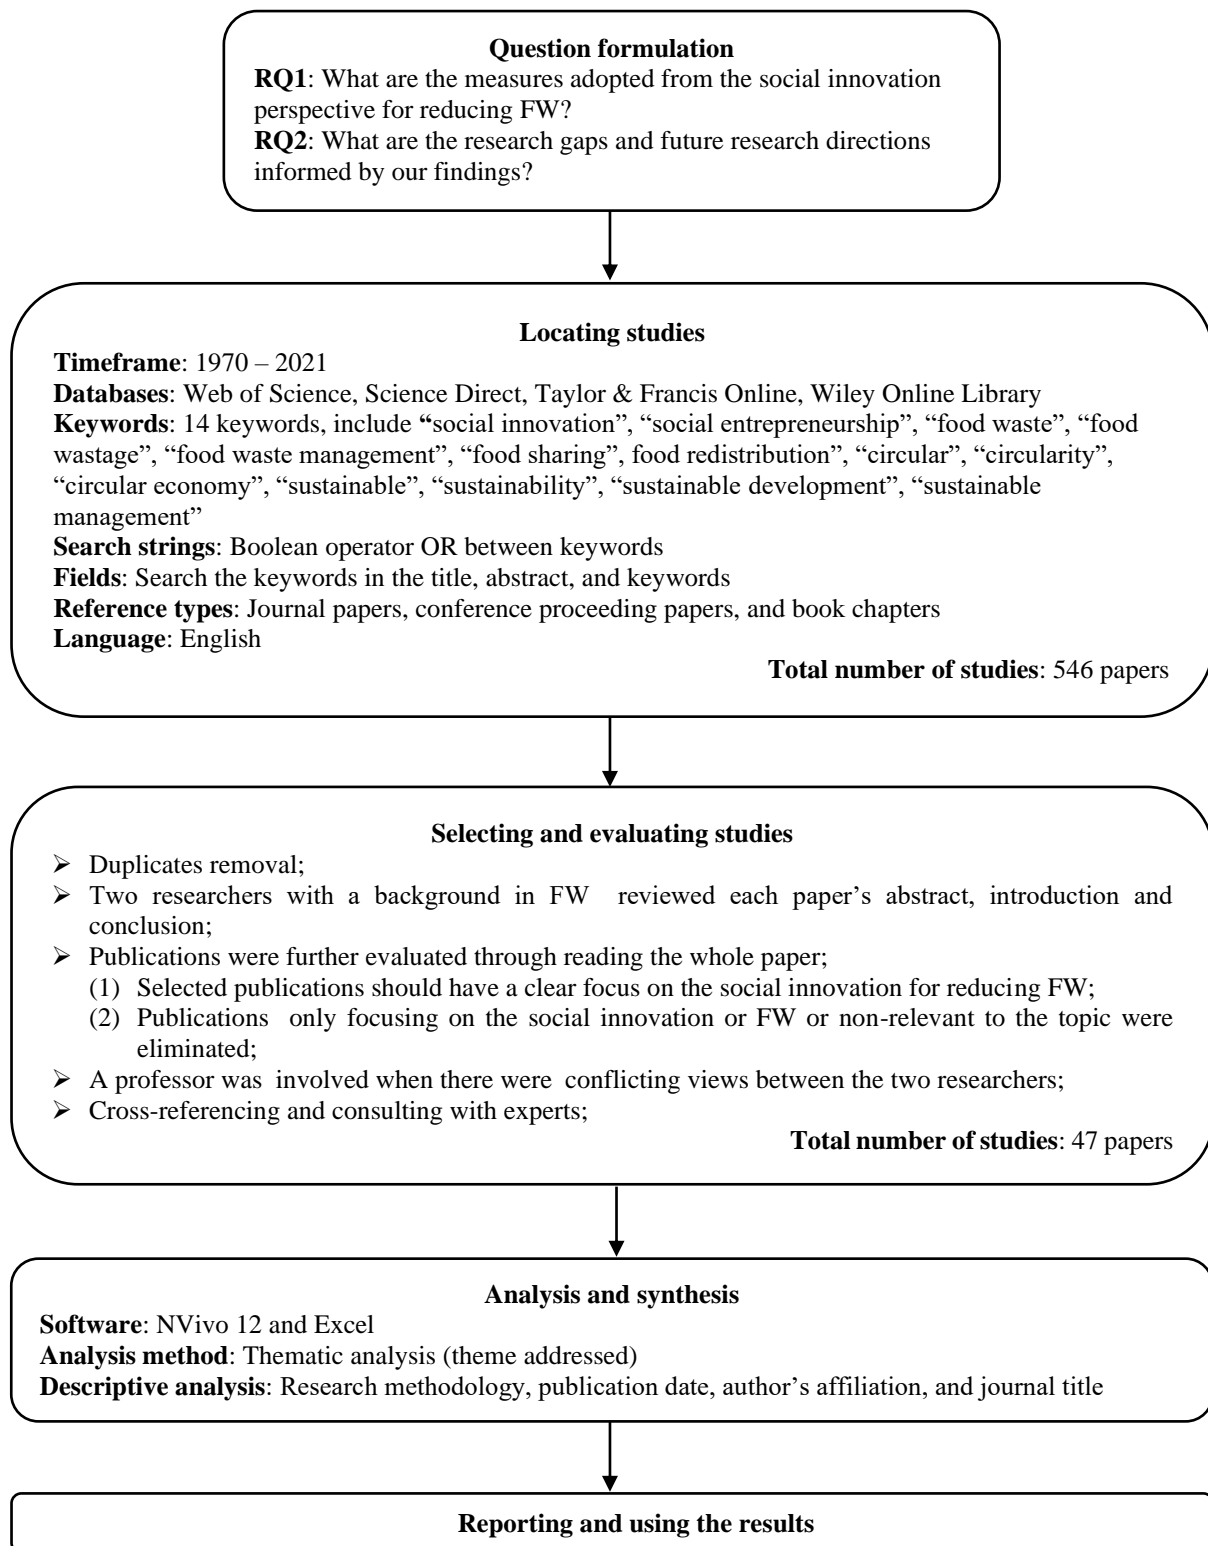 Question formulation
RQ1: What are the measures adopted from the social innovation
perspective for reducing FW?
RQ2: What are the research gaps and future research directions
informed by our findings?
Locating studies
Timeframe: 1970 – 2021
Databases: Web of Science, Science Direct, Taylor & Francis Online, Wiley Online Library
Keywords: 14 keywords, include “social innovation”, “social entrepreneurship”, “food waste”, “food
wastage”, “food waste management”, “food sharing”, food redistribution”, “circular”, “circularity”,
“circular economy”, “sustainable”, “sustainability”, “sustainable development”, “sustainable
management”
Search strings: Boolean operator OR between keywords
Fields: Search the keywords in the title, abstract, and keywords
Reference types: Journal papers, conference proceeding papers, and book chapters
Language: English
Total number of studies: 546 papers
Selecting and evaluating studies
➢ Duplicates removal;
➢ Two researchers with a background in FW reviewed each paper’s abstract, introduction and
conclusion;
➢ Publications were further evaluated through reading the whole paper;
(1) Selected publications should have a clear focus on the social innovation for reducing FW;
(2) Publications only focusing on the social innovation or FW or non-relevant to the topic were
eliminated;
➢ A professor was involved when there were conflicting views between the two researchers;
➢ Cross-referencing and consulting with experts;
Total number of studies: 47 papers
Analysis and synthesis
Software: NVivo 12 and Excel
Analysis method: Thematic analysis (theme addressed)
Descriptive analysis: Research methodology, publication date, author’s affiliation, and journal title
Reporting and using the results